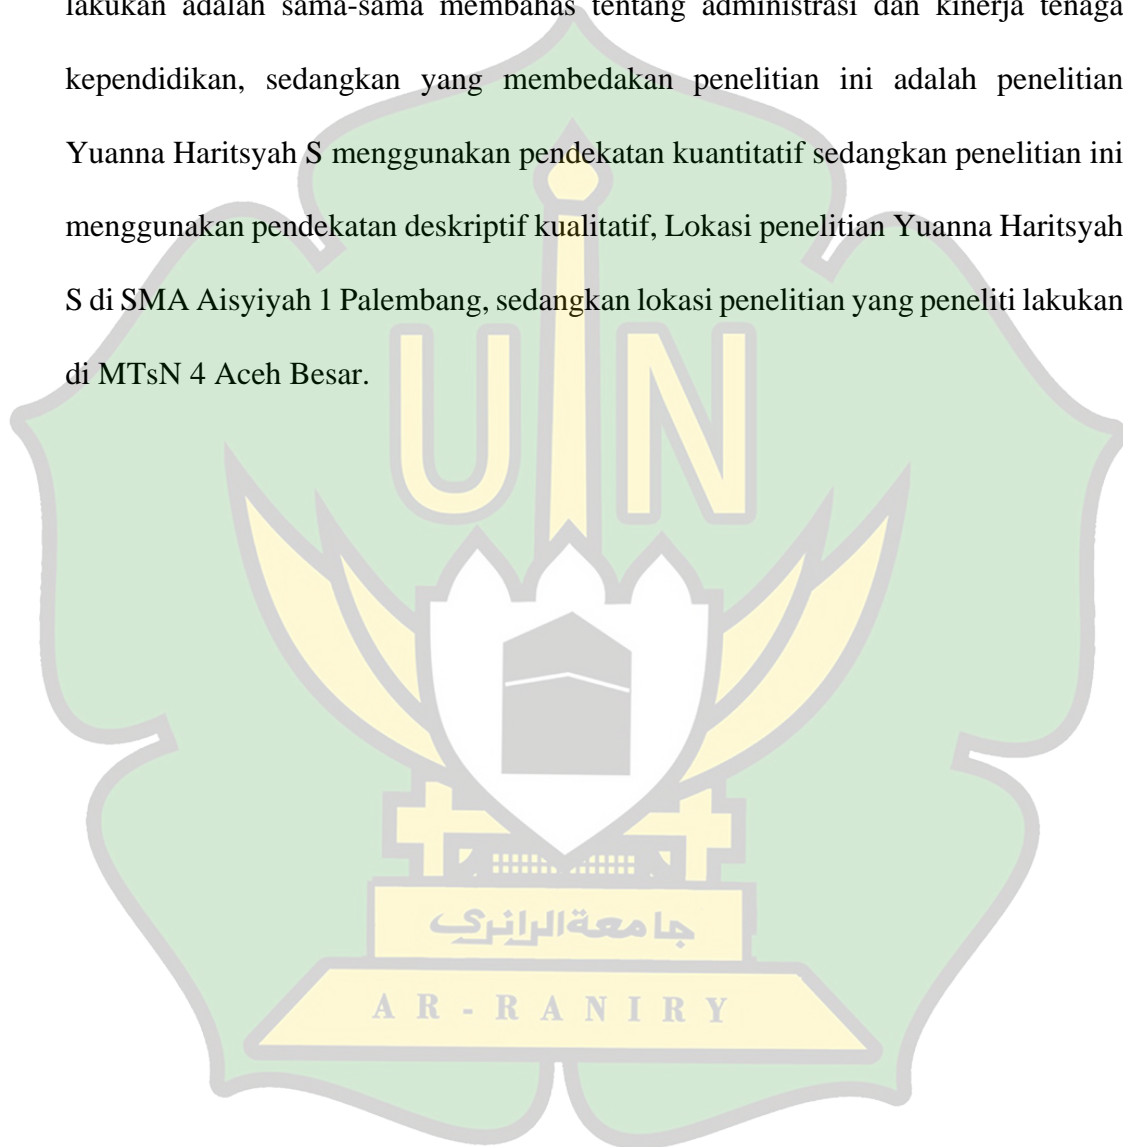 lakukan adalah sama-sama membahas tentang administrasi dan kinerja tenaga
kependidikan, sedangkan yang membedakan penelitian ini adalah penelitian
Yuanna Haritsyah S menggunakan pendekatan kuantitatif sedangkan penelitian ini
menggunakan pendekatan deskriptif kualitatif, Lokasi penelitian Yuanna Haritsyah
S di SMA Aisyiyah 1 Palembang, sedangkan lokasi penelitian yang peneliti lakukan
di MTsN 4 Aceh Besar.
UIN
جامعة الرانري
AR-RANIRY